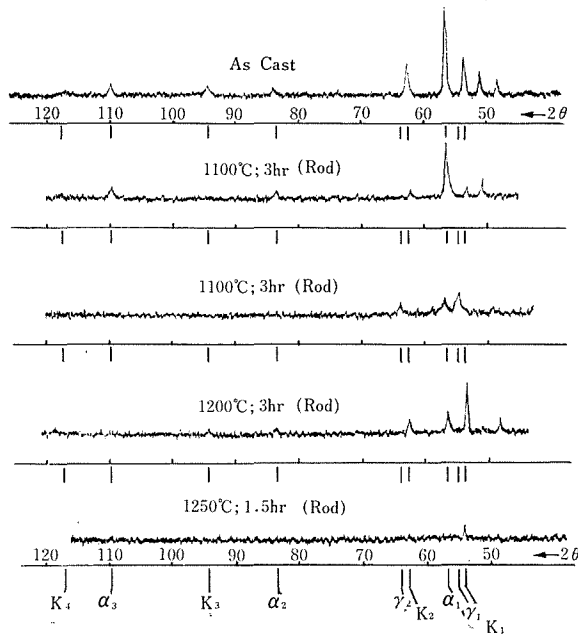 As Cast
120 110 100 90 80 70 60 50 ←2θ
1100℃; 3hr (Rod)
1100℃; 3hr (Rod)
1200℃; 3hr (Rod)
1250℃; 1.5hr (Rod)
120 110 100 90 80 70 60 50 ←2θ
K₄ α₃ K₃ α₂ γ₂ K₂ α₁ γ₁ K₁